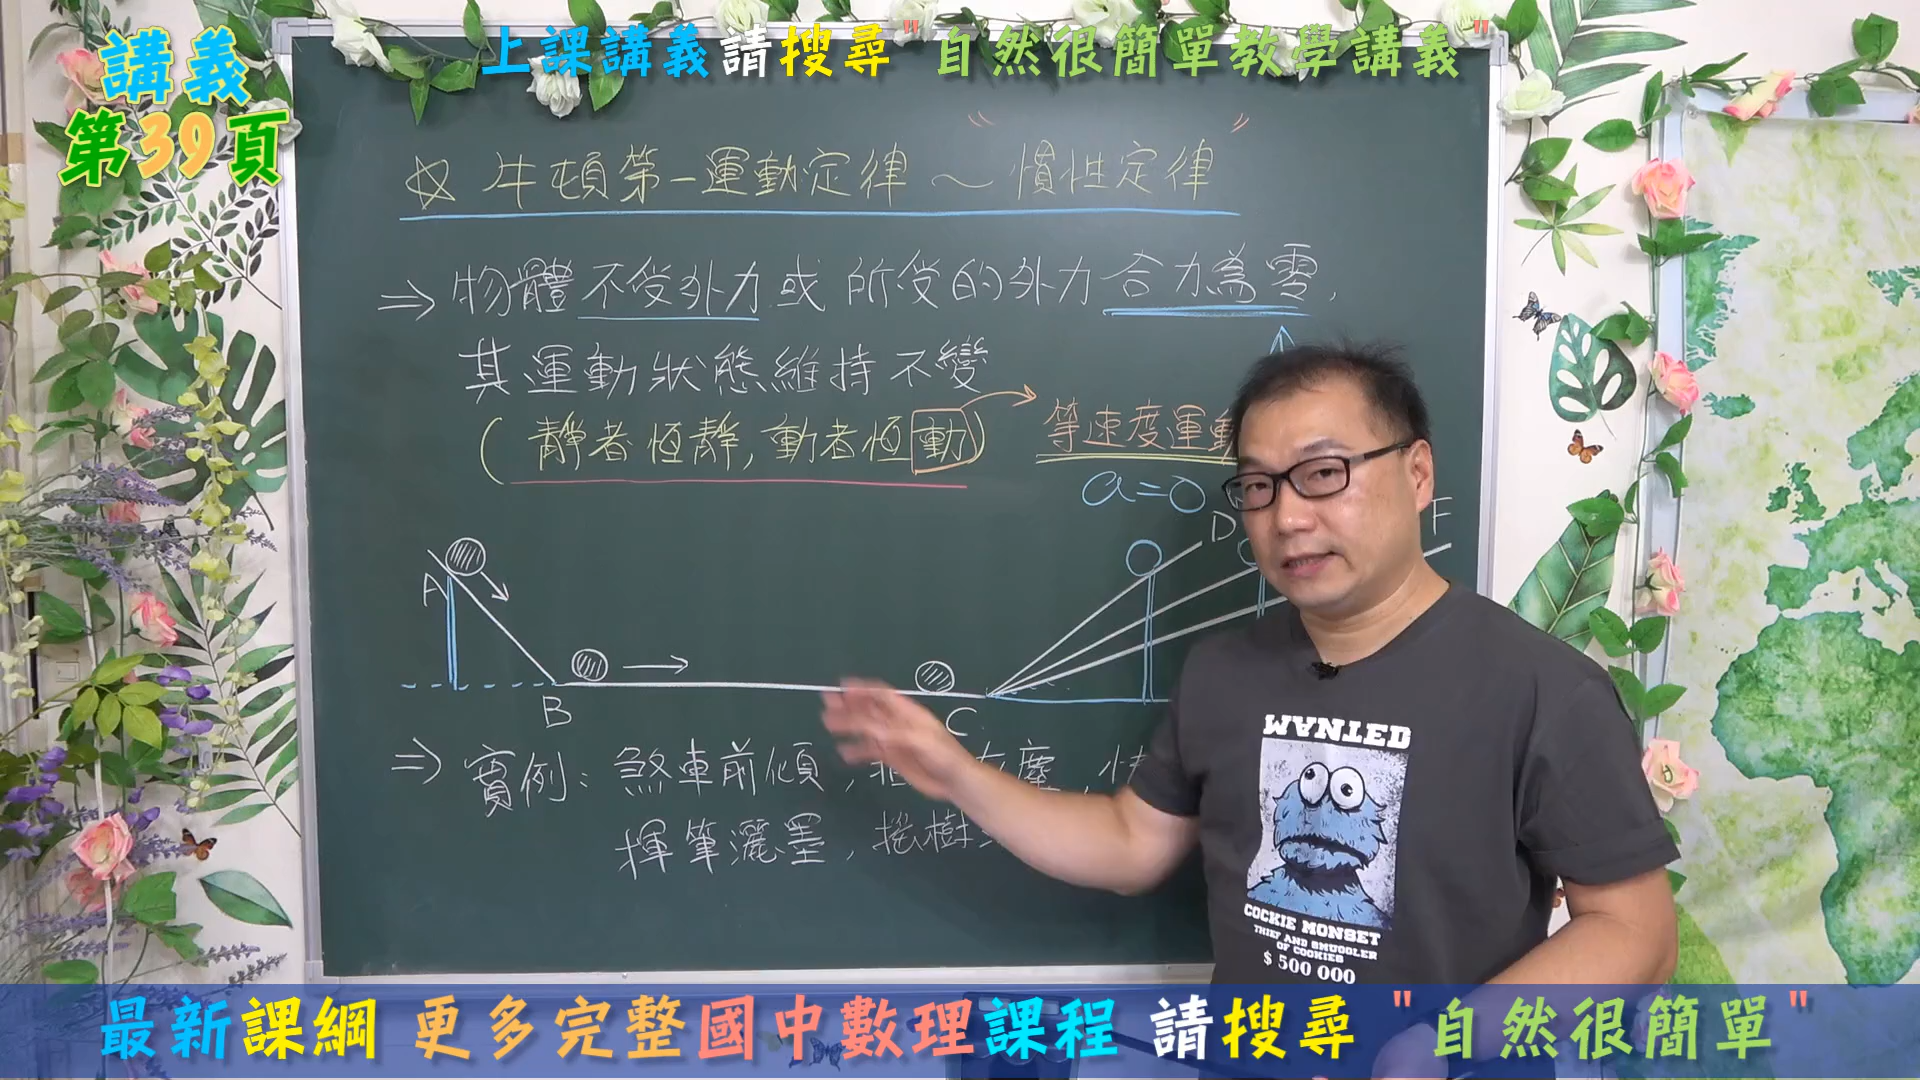 上課講義請搜尋"自然很簡單教學講義"
講義
第39頁
☆ 牛頓第一運動定律 ~ "慣性定律"
⇒ 物體不受外力或所受的外力合力為零,
其運動狀態維持不變
(靜者恆靜,動者恆動) → 等速度運動
a=0
D
F
A
B
C
⇒ 實例: 煞車前傾,
揮筆灑墨, 搖樹
WANTED
COCKIE MONSET
THIEF AND SMUGGLER
OF COOKIES
$ 500 000
最新課綱 更多完整國中數理課程 請搜尋 "自然很簡單"